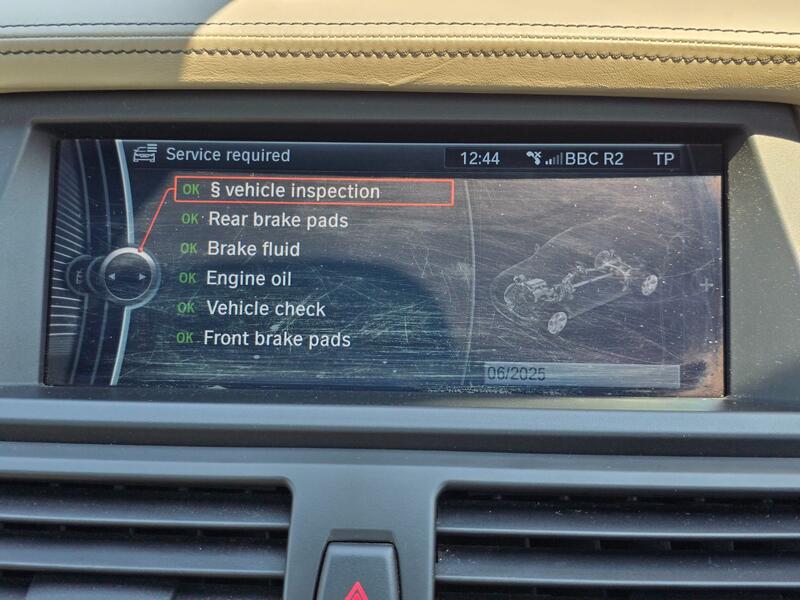 Service required
12:44
BBC R2
TP
OK § vehicle inspection
OK Rear brake pads
OK Brake fluid
OK Engine oil
OK Vehicle check
OK Front brake pads
06/2025